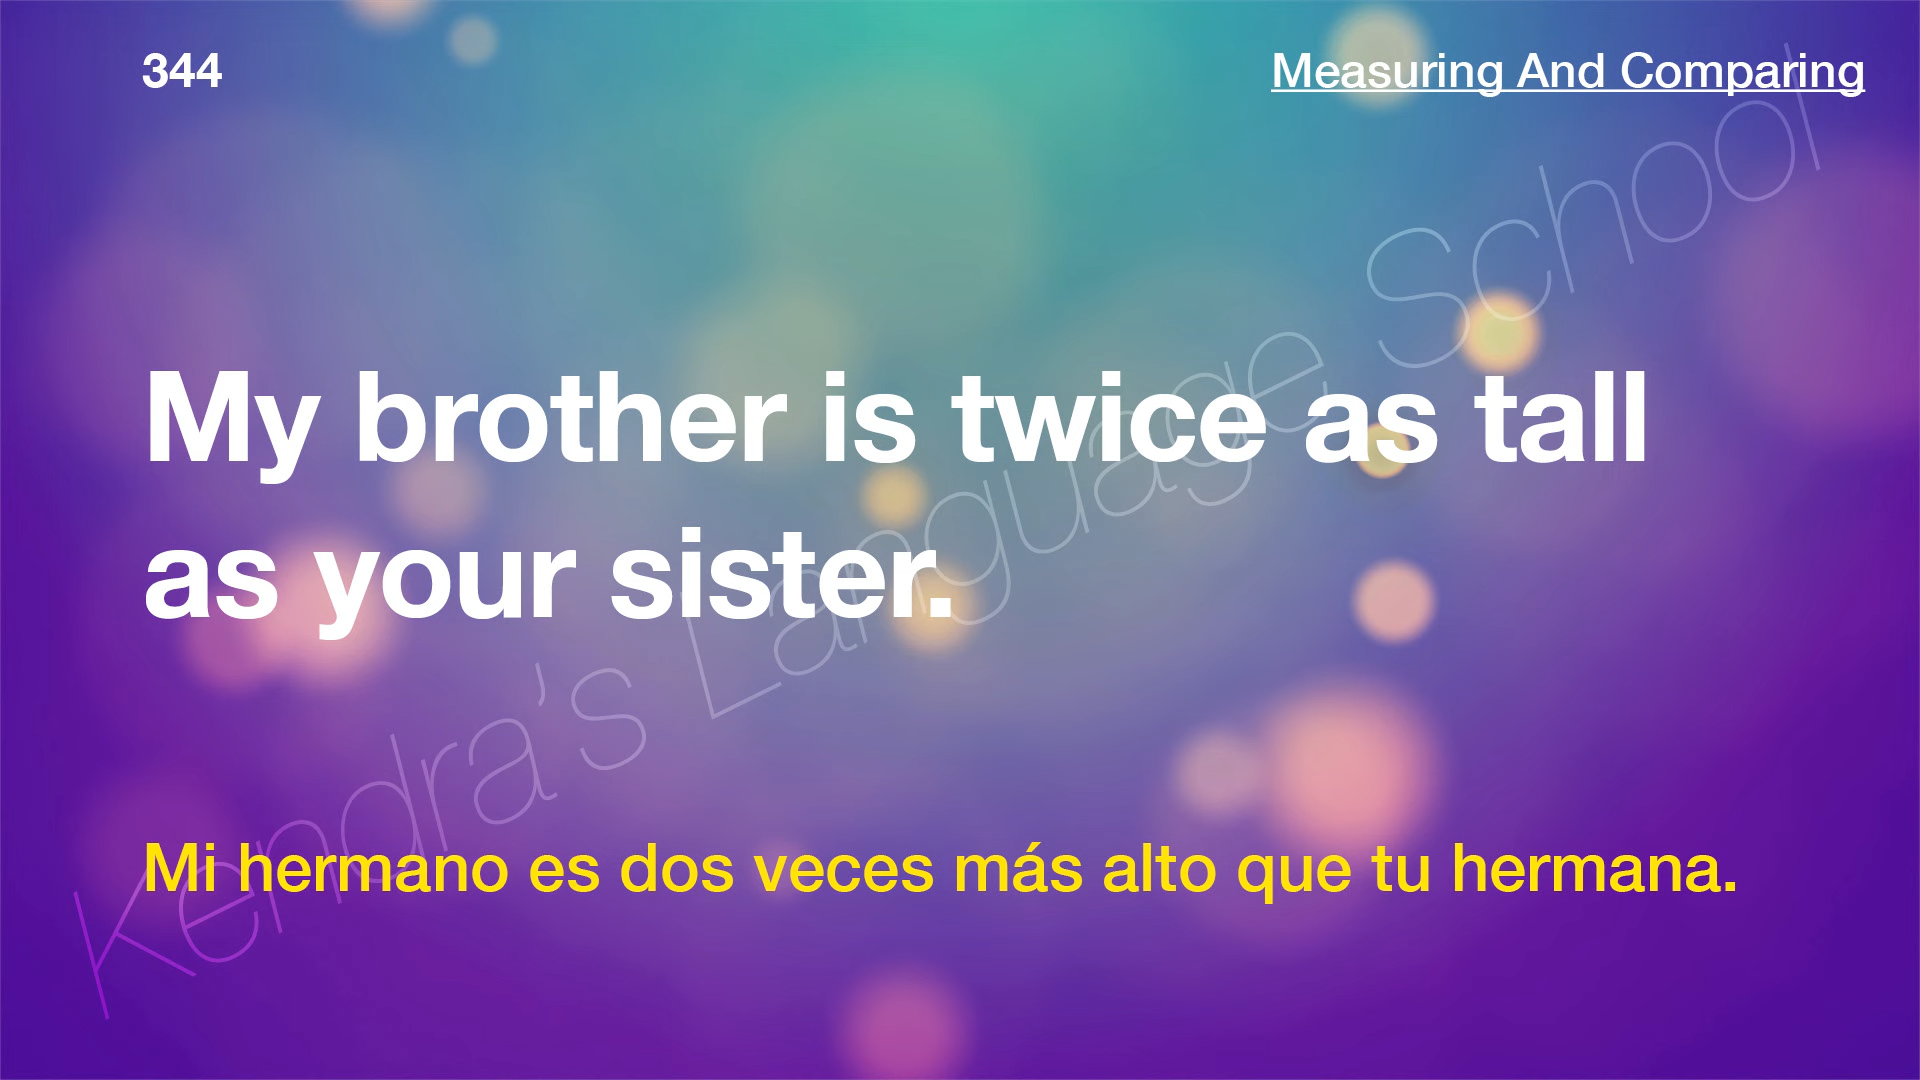 344
Measuring And Comparing
My brother is twice as tall
as your sister.
Mi hermano es dos veces más alto que tu hermana.
Kendra’s Language School